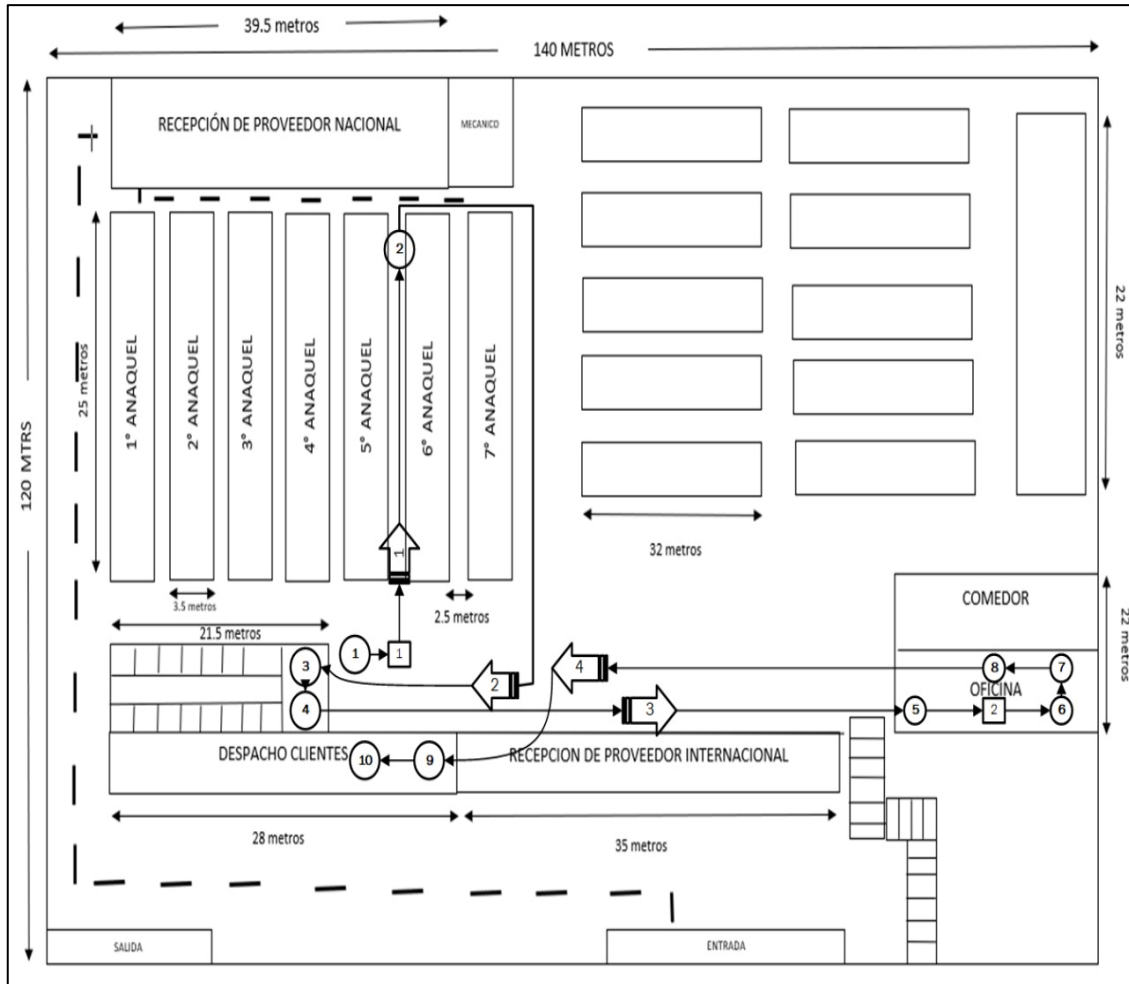 39.5 metros
140 METROS
RECEPCIÓN DE PROVEEDOR NACIONAL
MECANICO
120 MTRS
25 metros
1° ANAQUEL
2° ANAQUEL
3° ANAQUEL
4° ANAQUEL
5° ANAQUEL
6° ANAQUEL
7° ANAQUEL
2
1
22 metros
32 metros
3.5 metros
2.5 metros
21.5 metros
COMEDOR
22 metros
1
1
3
2
4
8
7
OFICINA
4
3
5
2
6
DESPACHO CLIENTES
10
9
RECEPCION DE PROVEEDOR INTERNACIONAL
28 metros
35 metros
SALIDA
ENTRADA